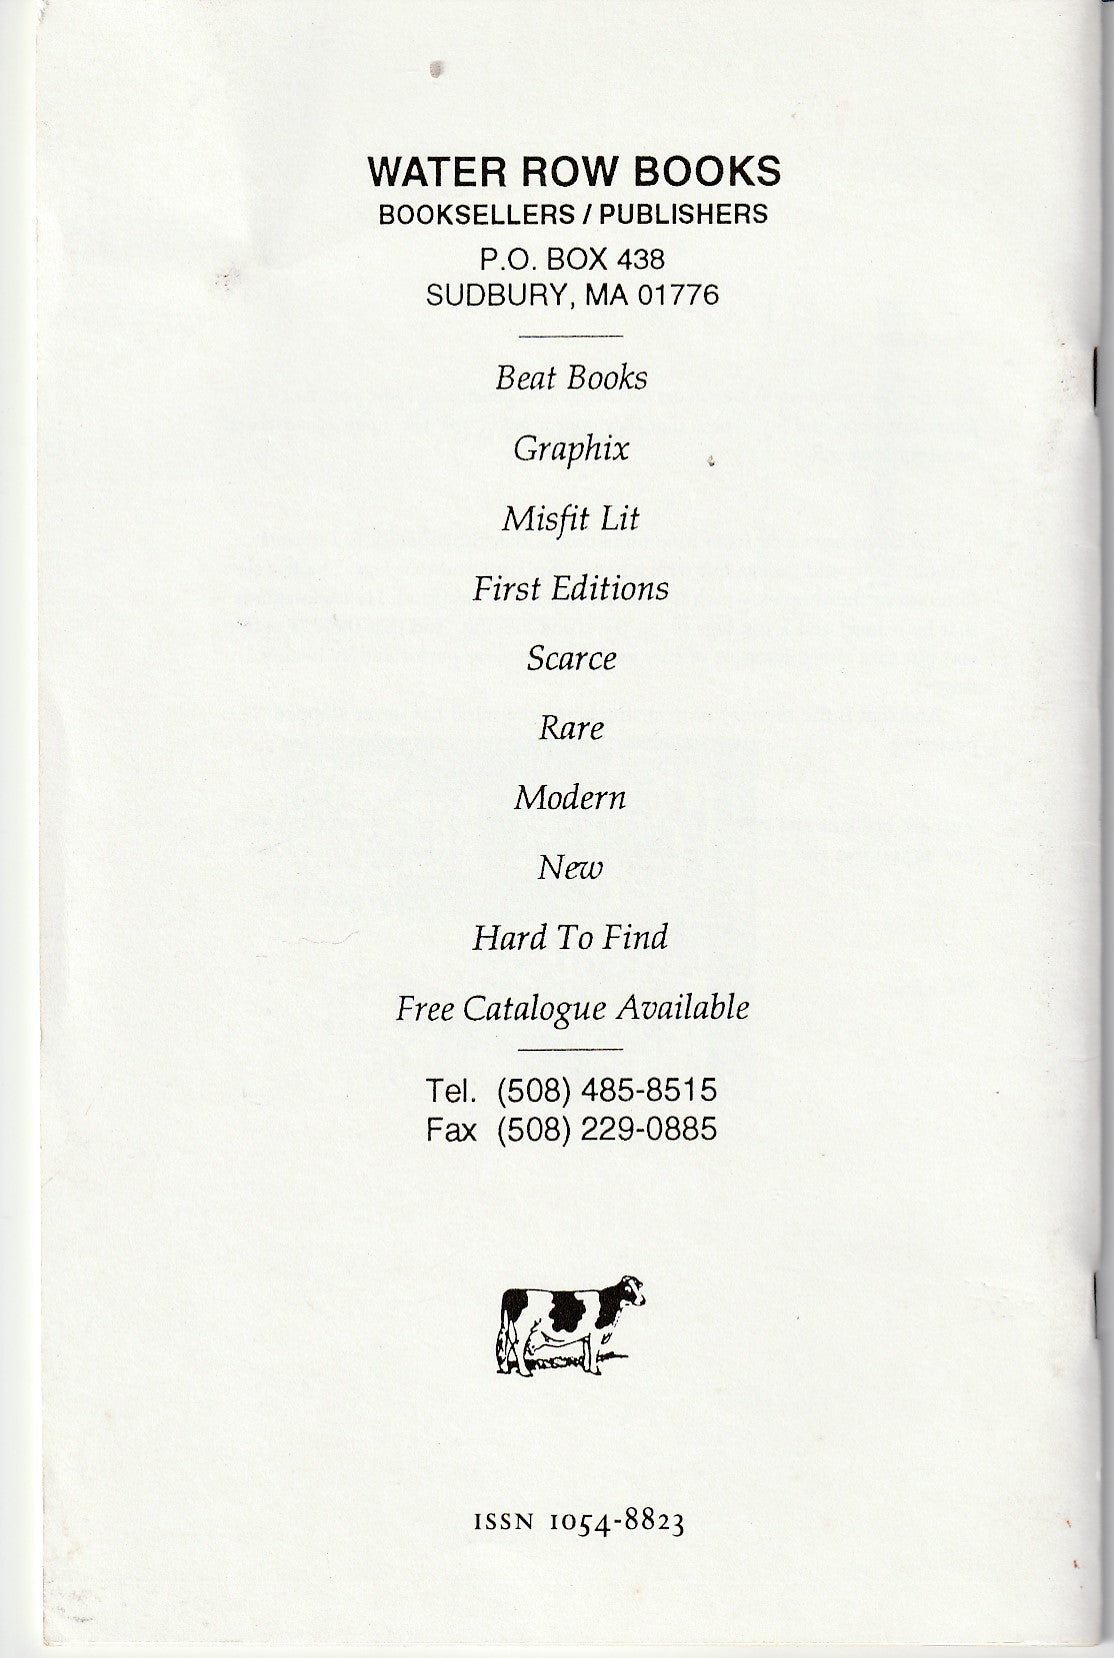 WATER ROW BOOKS
BOOKSELLERS / PUBLISHERS
P.O. BOX 438
SUDBURY, MA 01776
Beat Books
Graphix
Misfit Lit
First Editions
Scarce
Rare
Modern
New
Hard To Find
Free Catalogue Available
Tel. (508) 485-8515
Fax (508) 229-0885
ISSN 1054-8823